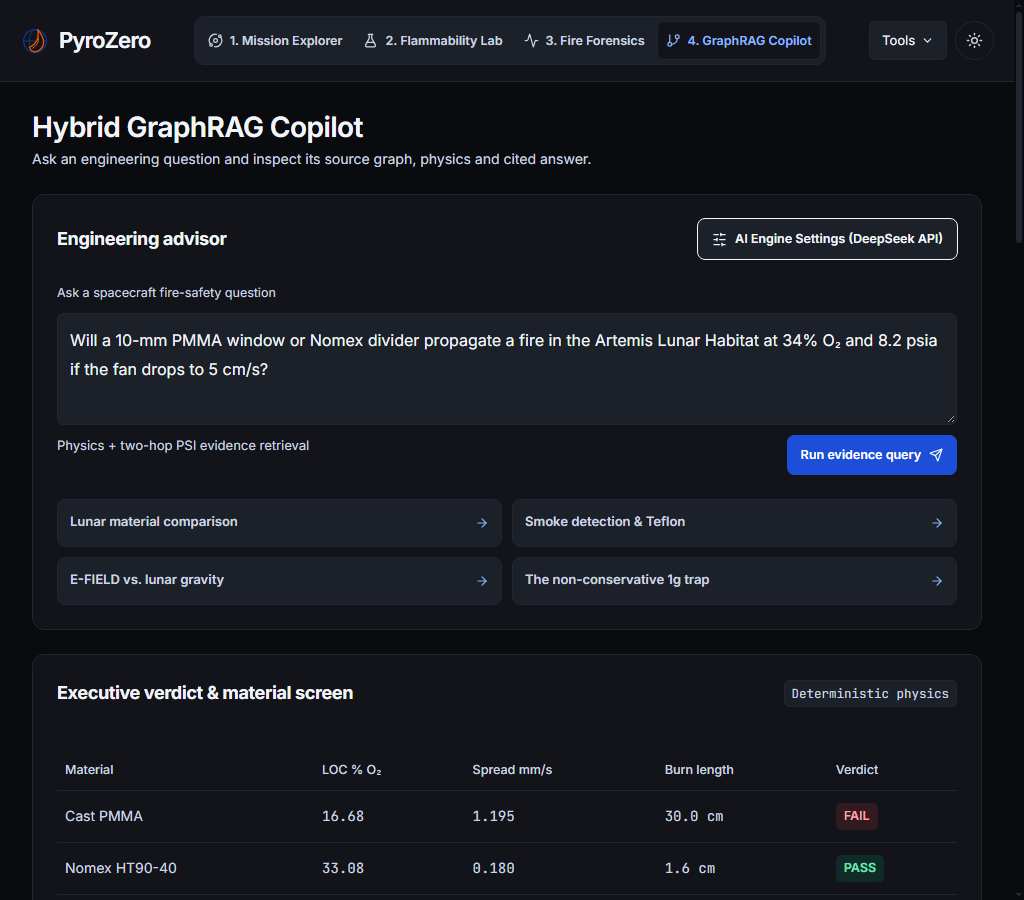 PyroZero
1. Mission Explorer
2. Flammability Lab
3. Fire Forensics
4. GraphRAG Copilot
Tools
Hybrid GraphRAG Copilot
Ask an engineering question and inspect its source graph, physics and cited answer.
Engineering advisor
AI Engine Settings (DeepSeek API)
Ask a spacecraft fire-safety question
Will a 10-mm PMMA window or Nomex divider propagate a fire in the Artemis Lunar Habitat at 34% O₂ and 8.2 psia
if the fan drops to 5 cm/s?
Physics + two-hop PSI evidence retrieval
Run evidence query
Lunar material comparison
Smoke detection & Teflon
E-FIELD vs. lunar gravity
The non-conservative 1g trap
Executive verdict & material screen
Deterministic physics
Material LOC % O₂ Spread mm/s Burn length Verdict
Cast PMMA 16.68 1.195 30.0 cm FAIL
Nomex HT90-40 33.08 0.180 1.6 cm PASS